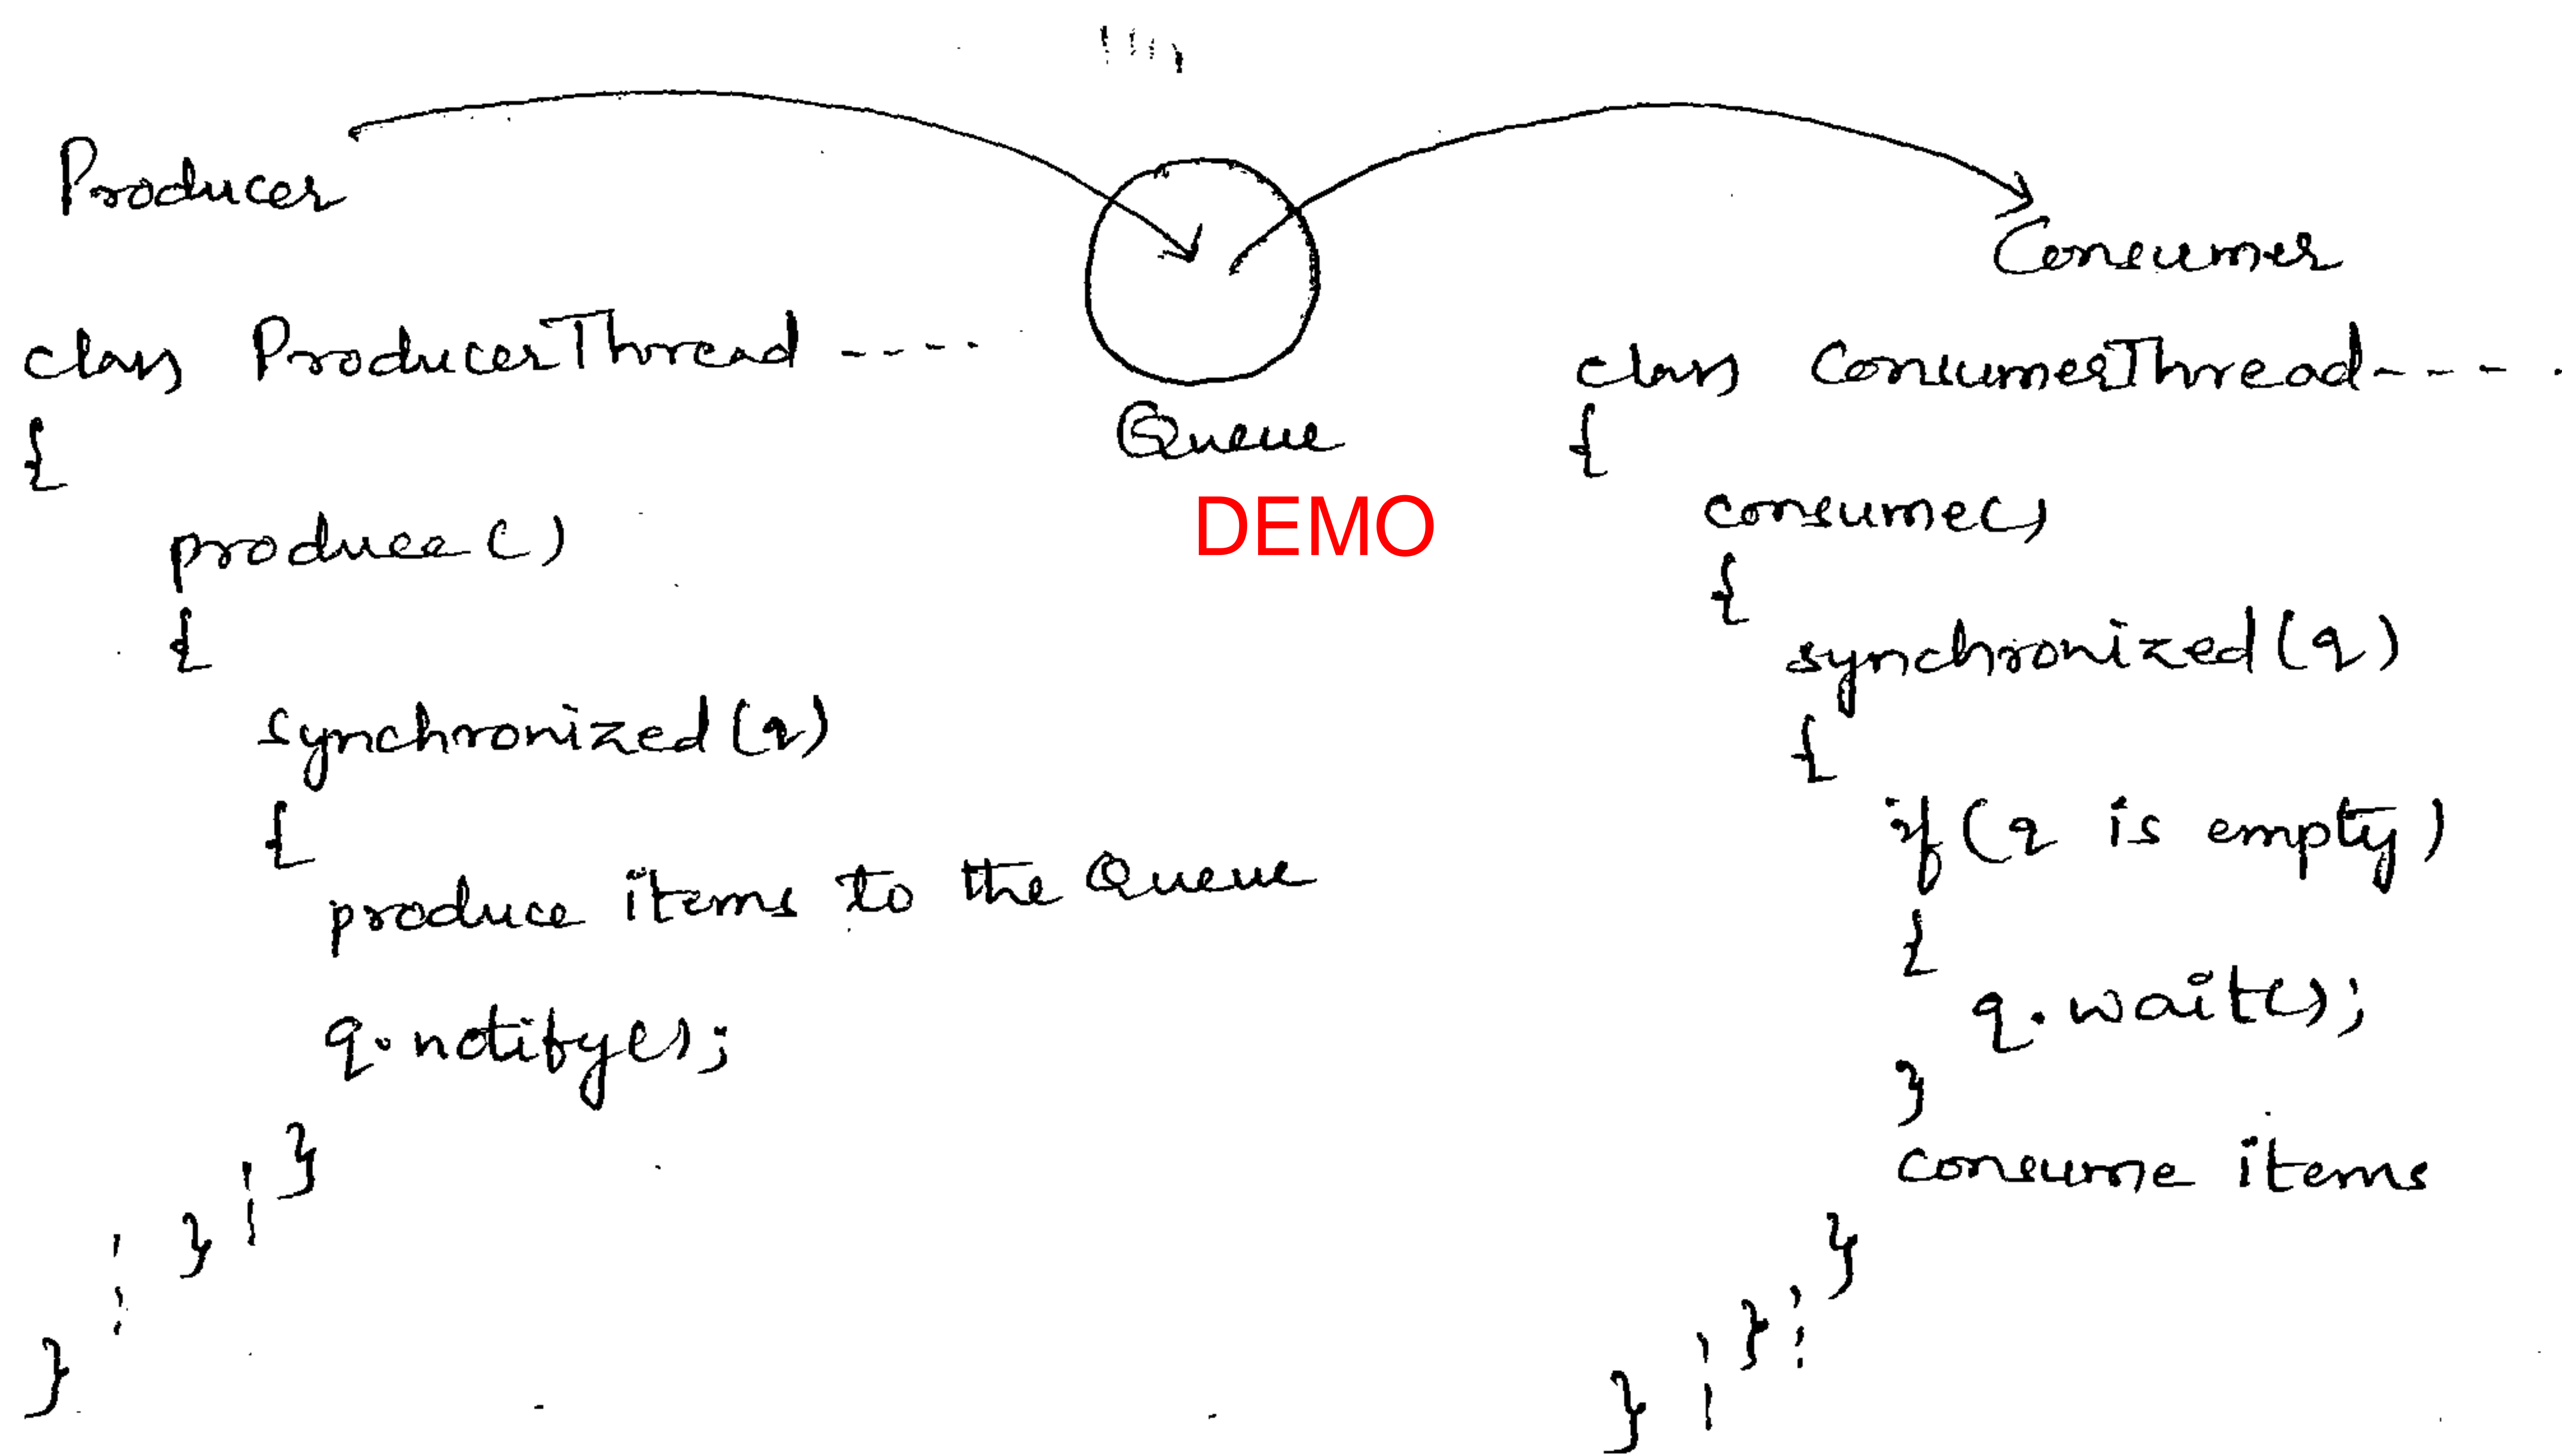 Producer
Consumer
Queue
DEMO
class ProducerThread ----
{
produce()
{
synchronized(q)
{
produce items to the Queue
q.notify();
}
}
}
class ConsumerThread----
{
consume()
{
synchronized(q)
{
if(q is empty)
{
q.wait();
}
consume items
}
}
}